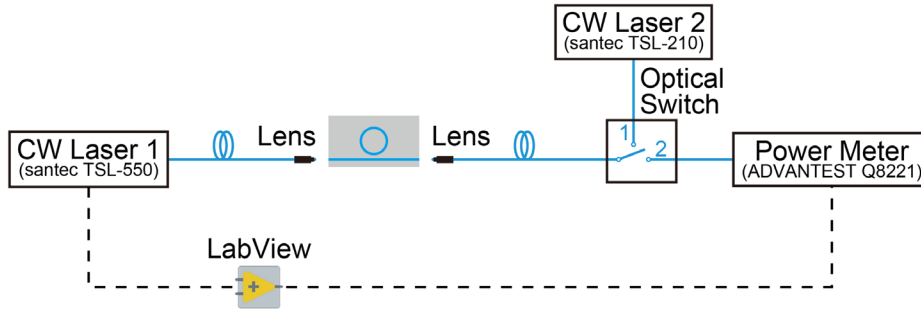 CW Laser 2
(santec TSL-210)
Optical
Switch
1
2
Lens
Lens
CW Laser 1
(santec TSL-550)
Power Meter
(ADVANTEST Q8221)
LabView